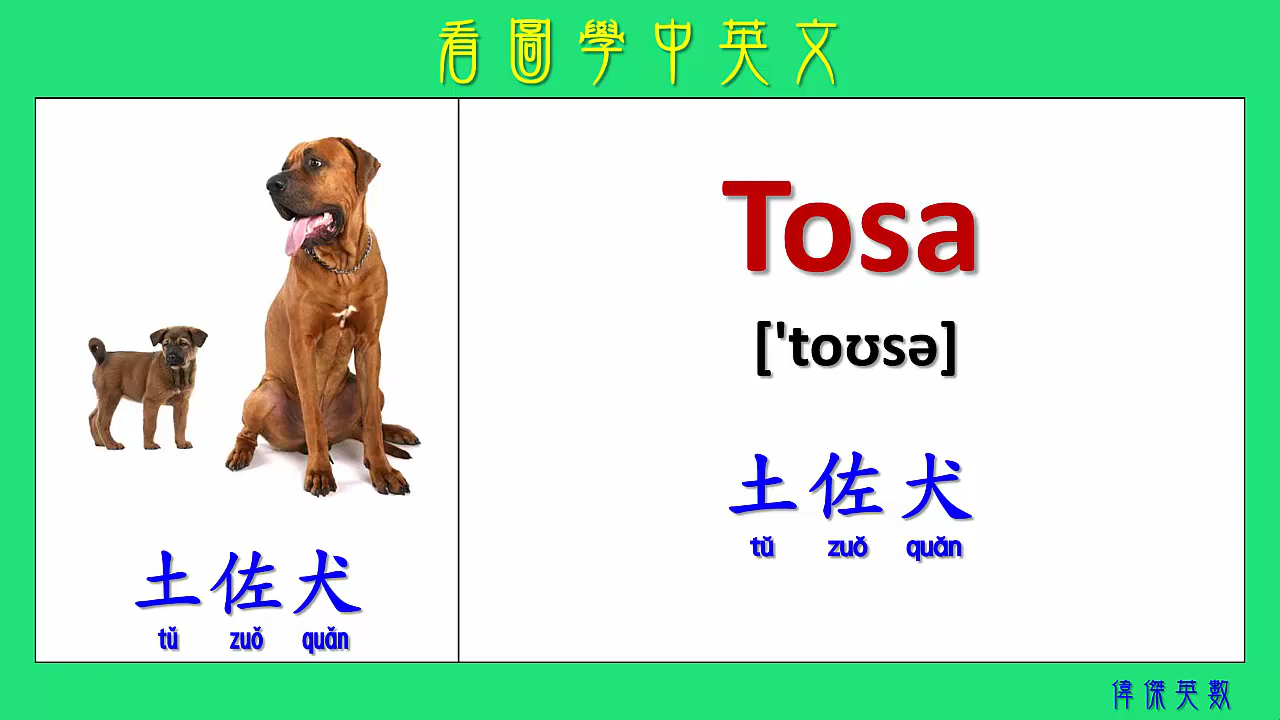 看圖學中英文
土佐犬
tǔ zuǒ quǎn
Tosa
['toʊsə]
土佐犬
tǔ zuǒ quǎn
偉傑英數